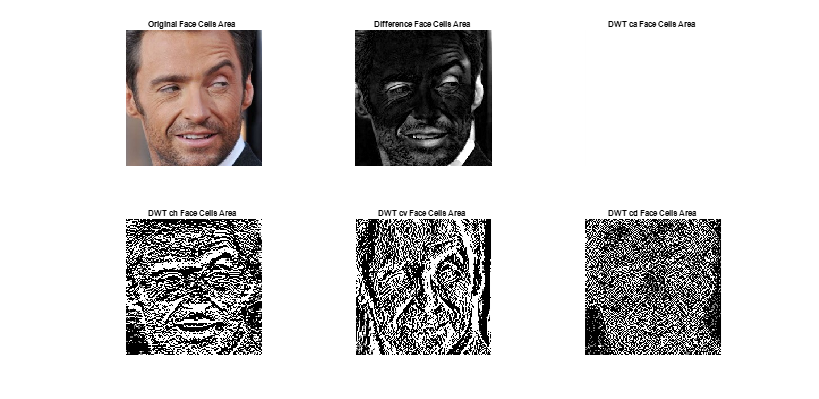 Original Face Cells Area
Difference Face Cells Area
DWT ca Face Cells Area
DWT ch Face Cells Area
DWT cv Face Cells Area
DWT cd Face Cells Area